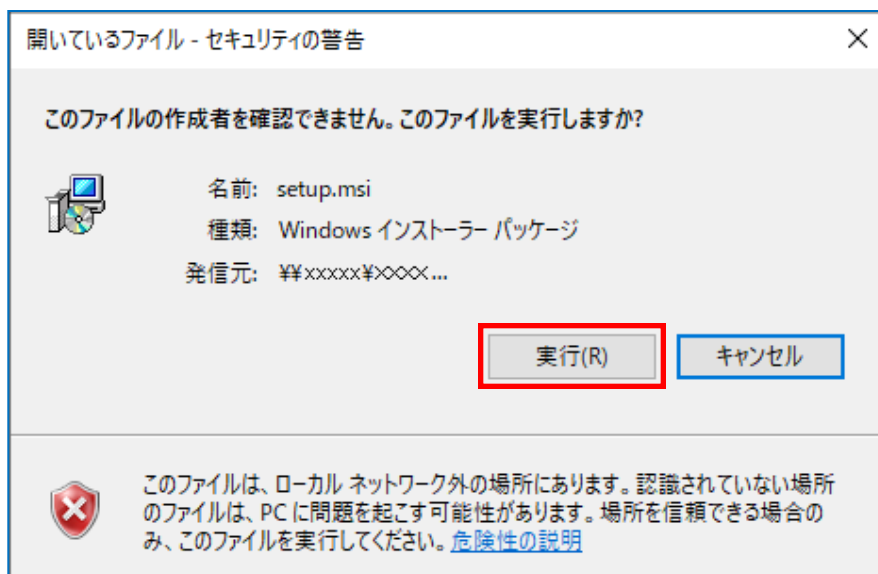 開いているファイル - セキュリティの警告
このファイルの作成者を確認できません。このファイルを実行しますか?
名前: setup.msi
種類: Windows インストーラー パッケージ
発信元: ¥¥xxxxx¥XXXX...
実行(R) キャンセル
このファイルは、ローカル ネットワーク外の場所にあります。認識されていない場所
のファイルは、PC に問題を起こす可能性があります。場所を信頼できる場合の
み、このファイルを実行してください。危険性の説明